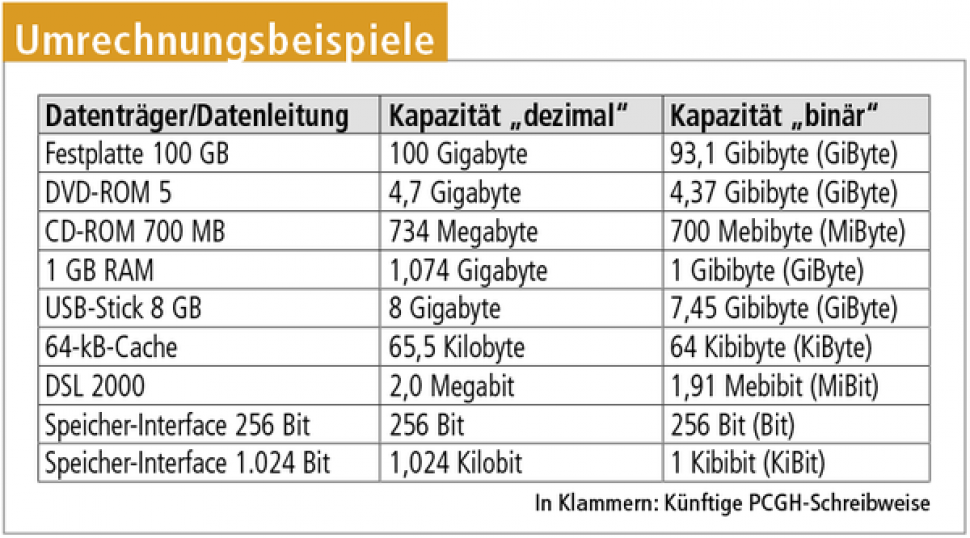 Umrechnungsbeispiele
Datenträger/Datenleitung Kapazität „dezimal“ Kapazität „binär“
Festplatte 100 GB 100 Gigabyte 93,1 Gibibyte (GiByte)
DVD-ROM 5 4,7 Gigabyte 4,37 Gibibyte (GiByte)
CD-ROM 700 MB 734 Megabyte 700 Mebibyte (MiByte)
1 GB RAM 1,074 Gigabyte 1 Gibibyte (GiByte)
USB-Stick 8 GB 8 Gigabyte 7,45 Gibibyte (GiByte)
64-kB-Cache 65,5 Kilobyte 64 Kibibyte (KiByte)
DSL 2000 2,0 Megabit 1,91 Mebibit (MiBit)
Speicher-Interface 256 Bit 256 Bit 256 Bit (Bit)
Speicher-Interface 1.024 Bit 1,024 Kilobit 1 Kibibit (KiBit)
In Klammern: Künftige PCGH-Schreibweise